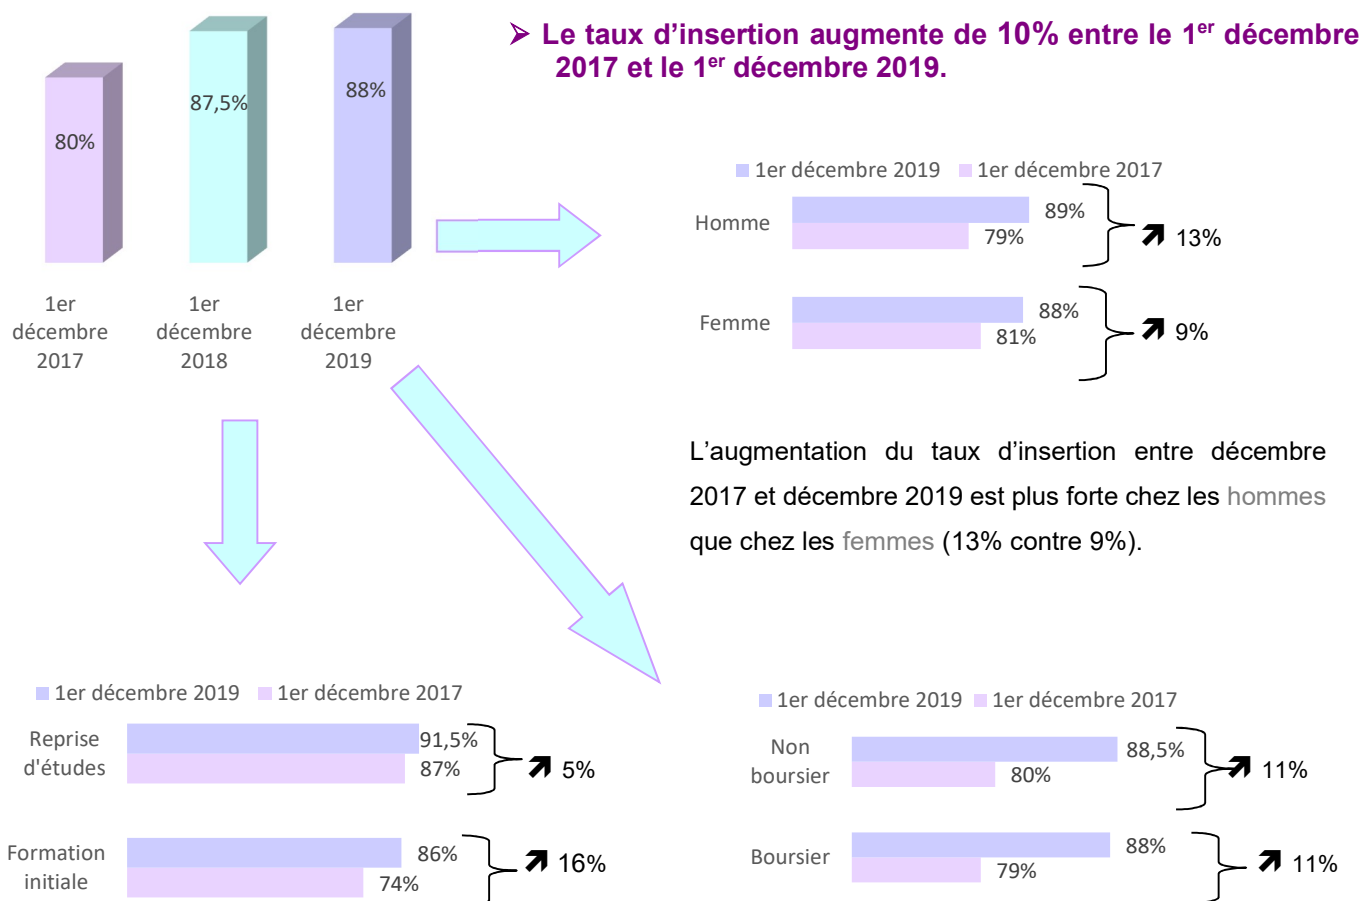 ➢ Le taux d’insertion augmente de 10% entre le 1er décembre
2017 et le 1er décembre 2019.
80%
87,5%
88%
1er
décembre
2017
1er
décembre
2018
1er
décembre
2019
1er décembre 2019 1er décembre 2017
Homme
89%
79%
13%
Femme
88%
81%
9%
L’augmentation du taux d’insertion entre décembre
2017 et décembre 2019 est plus forte chez les hommes
que chez les femmes (13% contre 9%).
1er décembre 2019 1er décembre 2017
Reprise
d'études
91,5%
87%
5%
Formation
initiale
86%
74%
16%
1er décembre 2019 1er décembre 2017
Non
boursier
88,5%
80%
11%
Boursier
88%
79%
11%